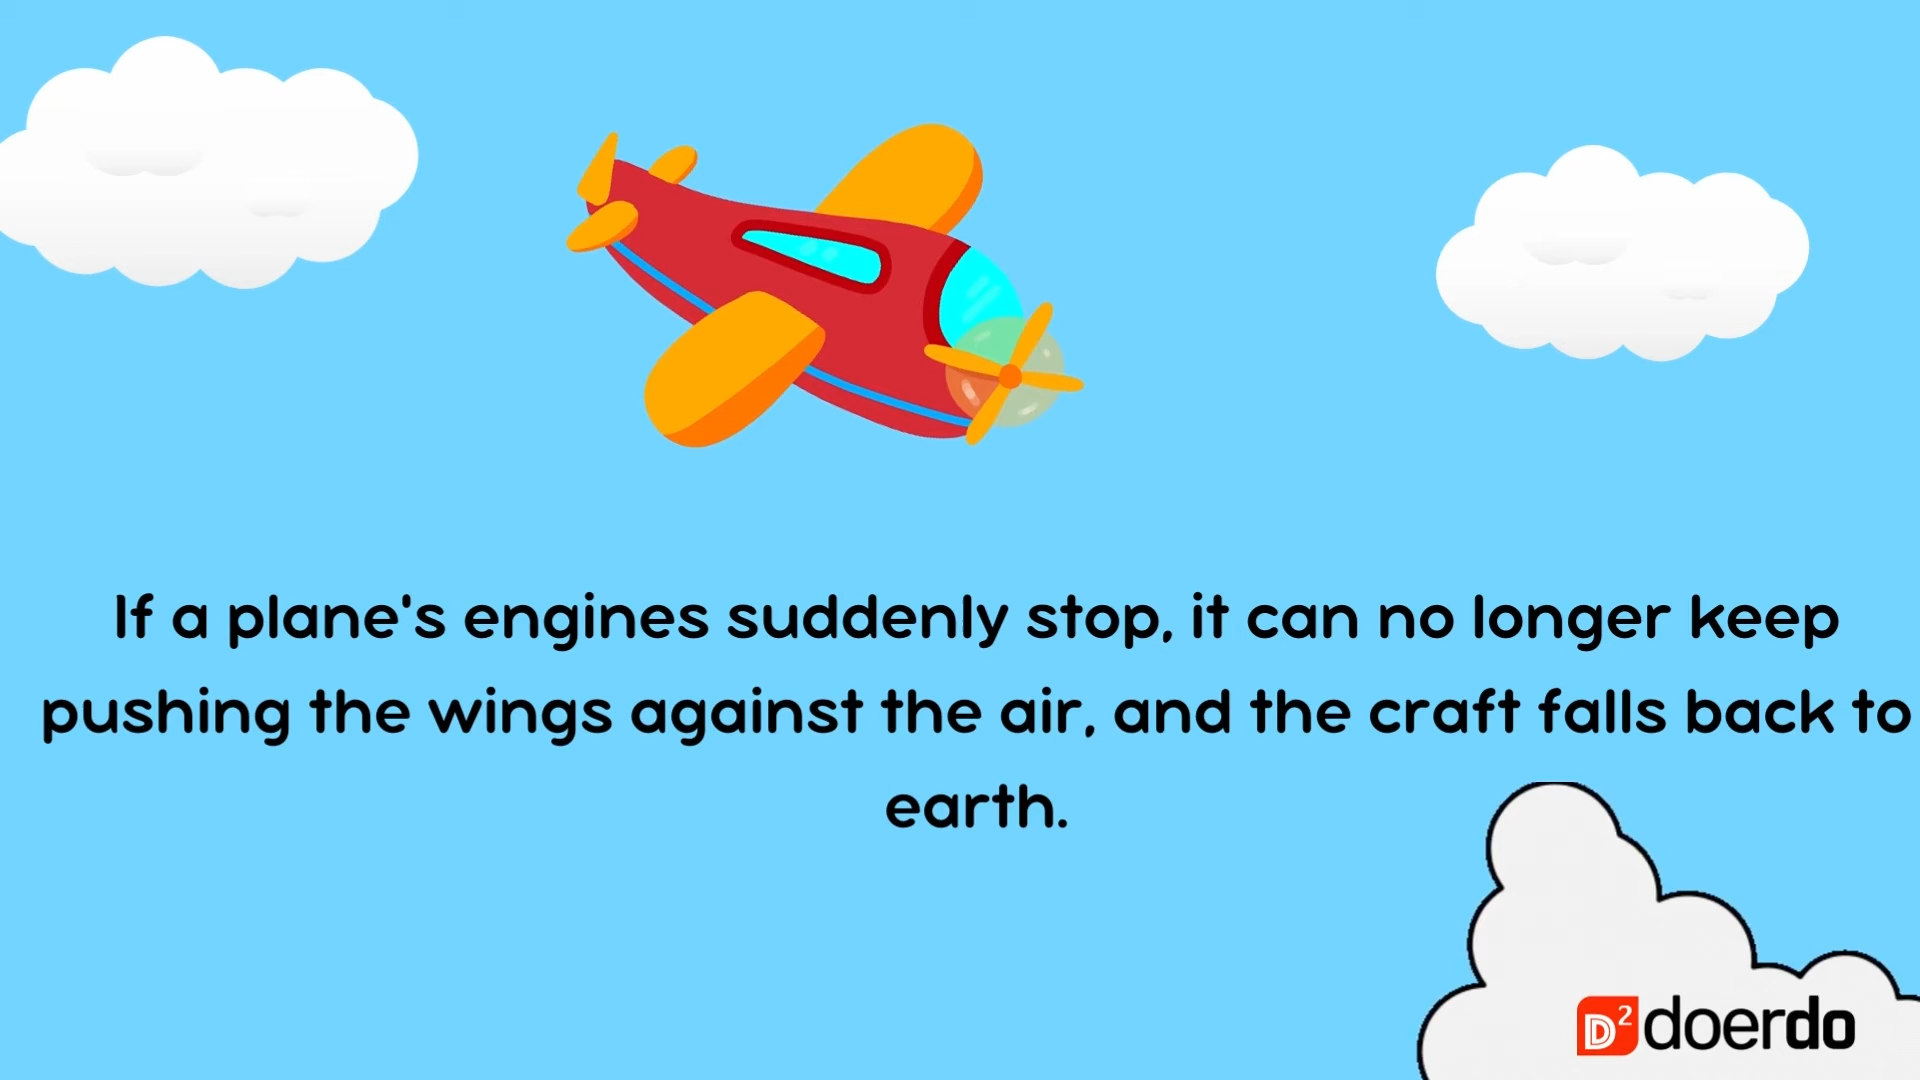 If a plane's engines suddenly stop, it can no longer keep
pushing the wings against the air, and the craft falls back to
earth.
D² doerdo